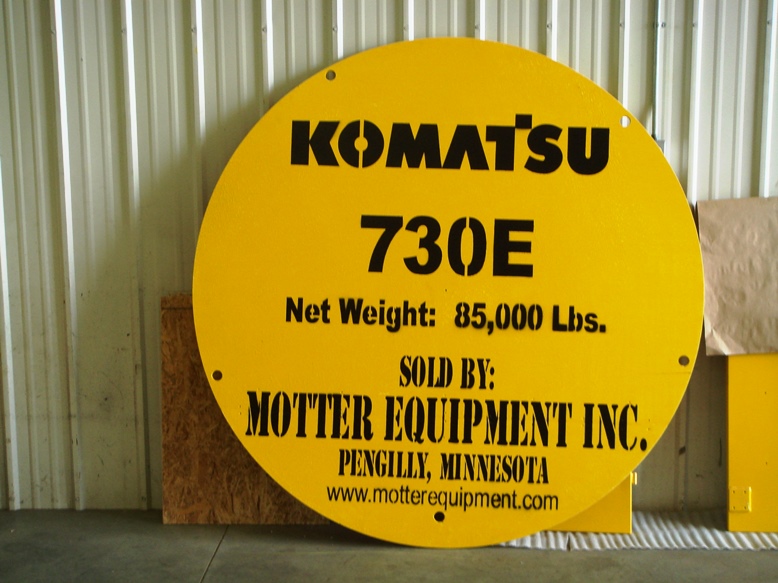 KOMATSU
730E
Net Weight: 85,000 Lbs.
SOLD BY:
MOTTER EQUIPMENT INC.
PENGILLY, MINNESOTA
www.motterequipment.com